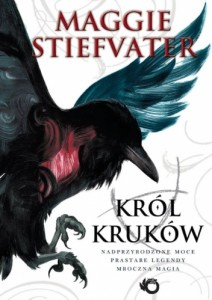 MAGGIE
STIEFVATER
KRÓL
KRUKÓW
NADPRZYRODZONE MOCE
PRASTARE LEGENDY
MROCZNA MAGIA